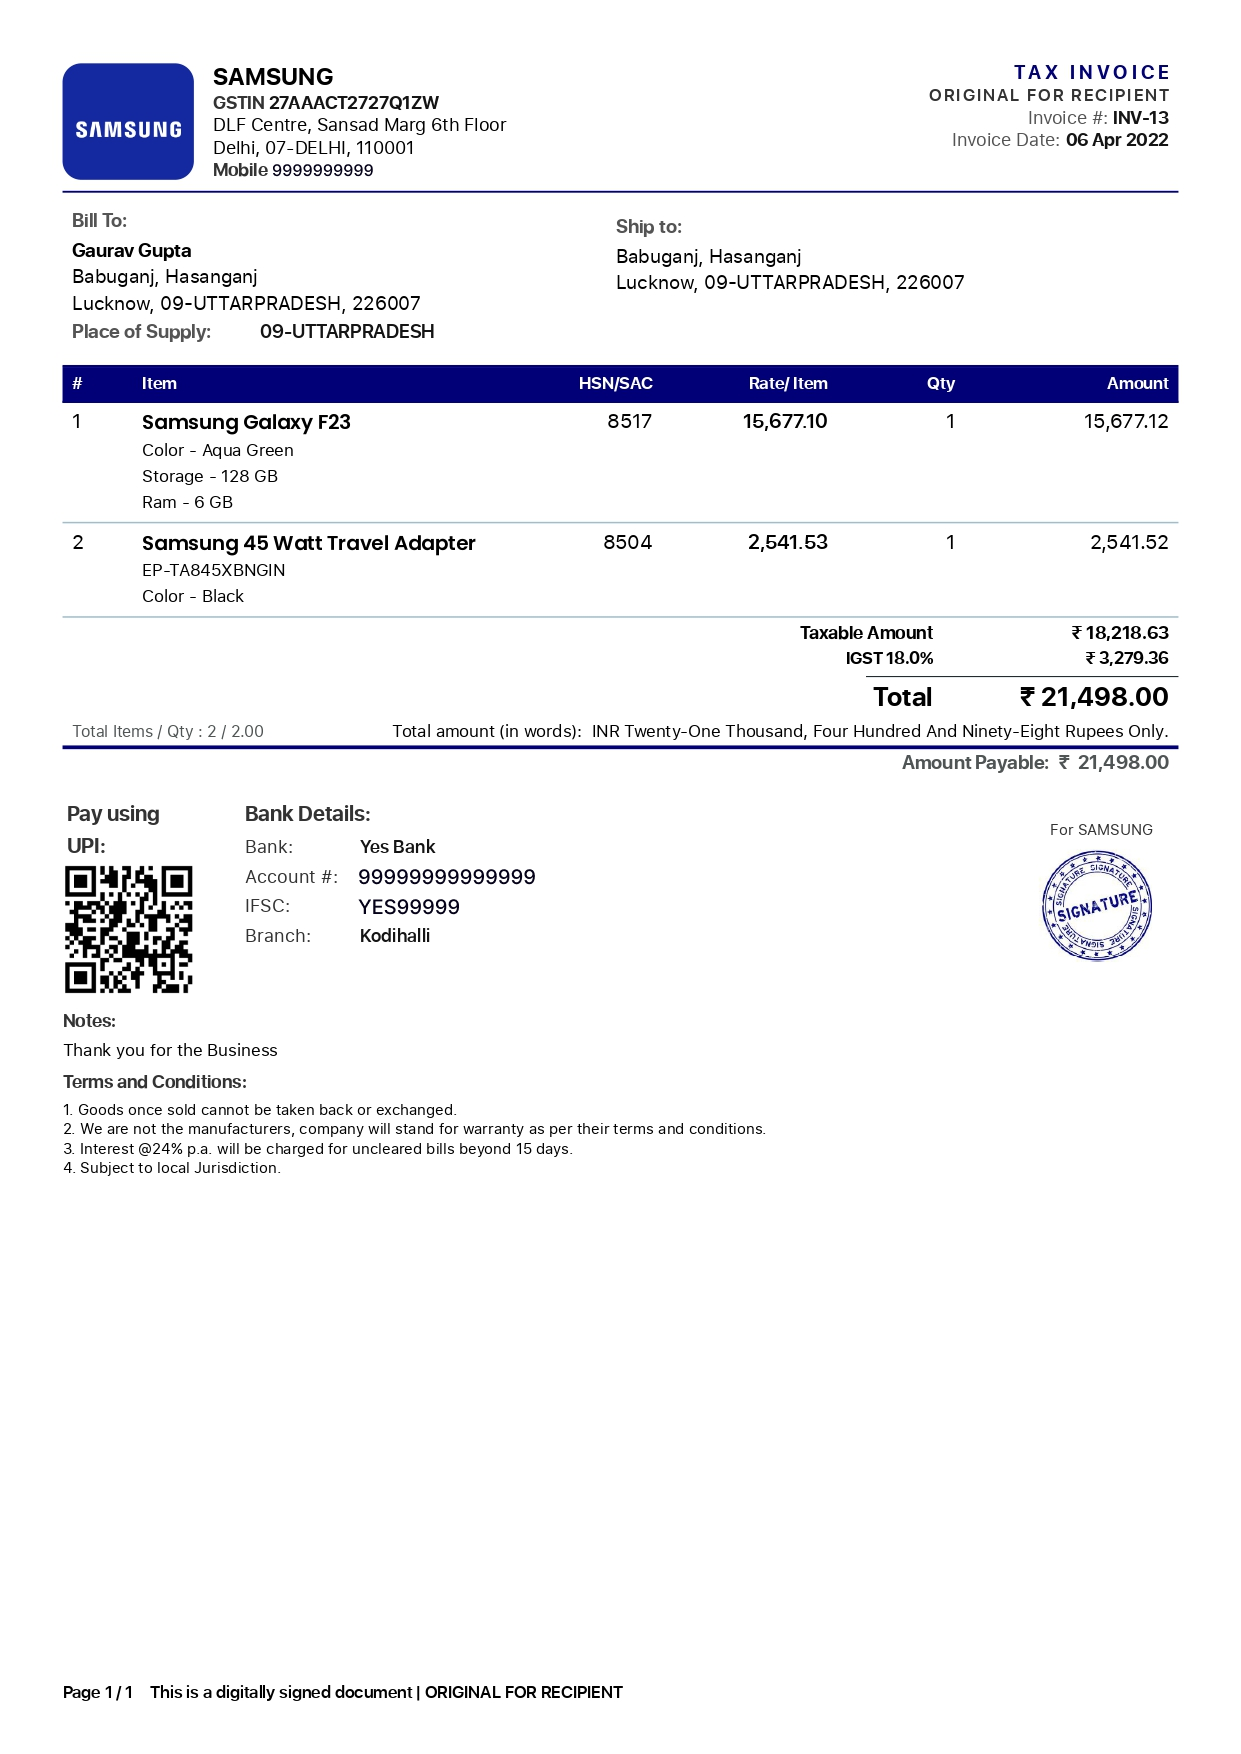 SAMSUNG
SAMSUNG
GSTIN 27AAACT2727Q1ZW
DLF Centre, Sansad Marg 6th Floor
Delhi, 07-DELHI, 110001
Mobile 9999999999
TAX INVOICE
ORIGINAL FOR RECIPIENT
Invoice #: INV-13
Invoice Date: 06 Apr 2022
Bill To:
Gaurav Gupta
Babuganj, Hasanganj
Lucknow, 09-UTTARPRADESH, 226007
Place of Supply: 09-UTTARPRADESH
Ship to:
Babuganj, Hasanganj
Lucknow, 09-UTTARPRADESH, 226007
# Item HSN/SAC Rate/ Item Qty Amount
1 Samsung Galaxy F23 8517 15,677.10 1 15,677.12
Color - Aqua Green
Storage - 128 GB
Ram - 6 GB
2 Samsung 45 Watt Travel Adapter 8504 2,541.53 1 2,541.52
EP-TA845XBNGIN
Color - Black
Taxable Amount ₹ 18,218.63
IGST 18.0% ₹ 3,279.36
Total ₹ 21,498.00
Total Items / Qty : 2 / 2.00 Total amount (in words): INR Twenty-One Thousand, Four Hundred And Ninety-Eight Rupees Only.
Amount Payable: ₹ 21,498.00
Pay using
UPI:
Bank Details:
Bank: Yes Bank
Account #: 99999999999999
IFSC: YES99999
Branch: Kodihalli
For SAMSUNG
SIGNATURE SIGNATURE
SIGNATURE
SIGNATURE SIGNATURE
Notes:
Thank you for the Business
Terms and Conditions:
1. Goods once sold cannot be taken back or exchanged.
2. We are not the manufacturers, company will stand for warranty as per their terms and conditions.
3. Interest @24% p.a. will be charged for uncleared bills beyond 15 days.
4. Subject to local Jurisdiction.
Page 1 / 1 This is a digitally signed document | ORIGINAL FOR RECIPIENT